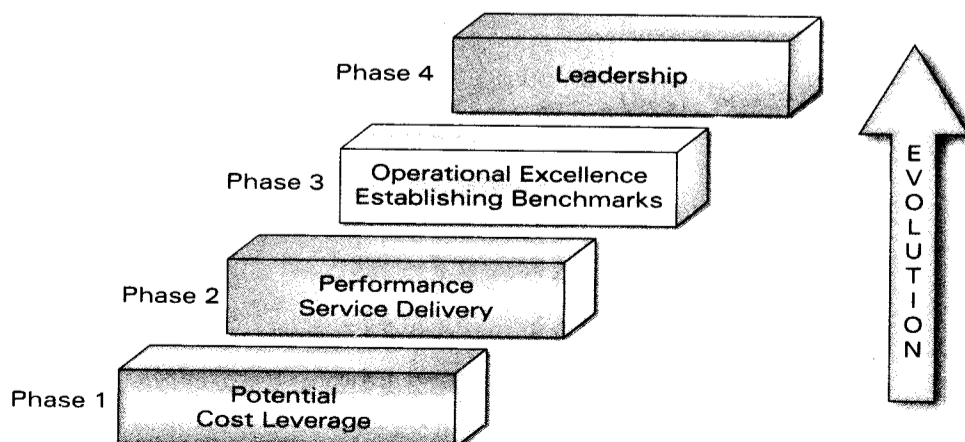 Phase 4
Leadership
Phase 3
Operational Excellence
Establishing Benchmarks
Phase 2
Performance
Service Delivery
Phase 1
Potential
Cost Leverage
EVOLUTION